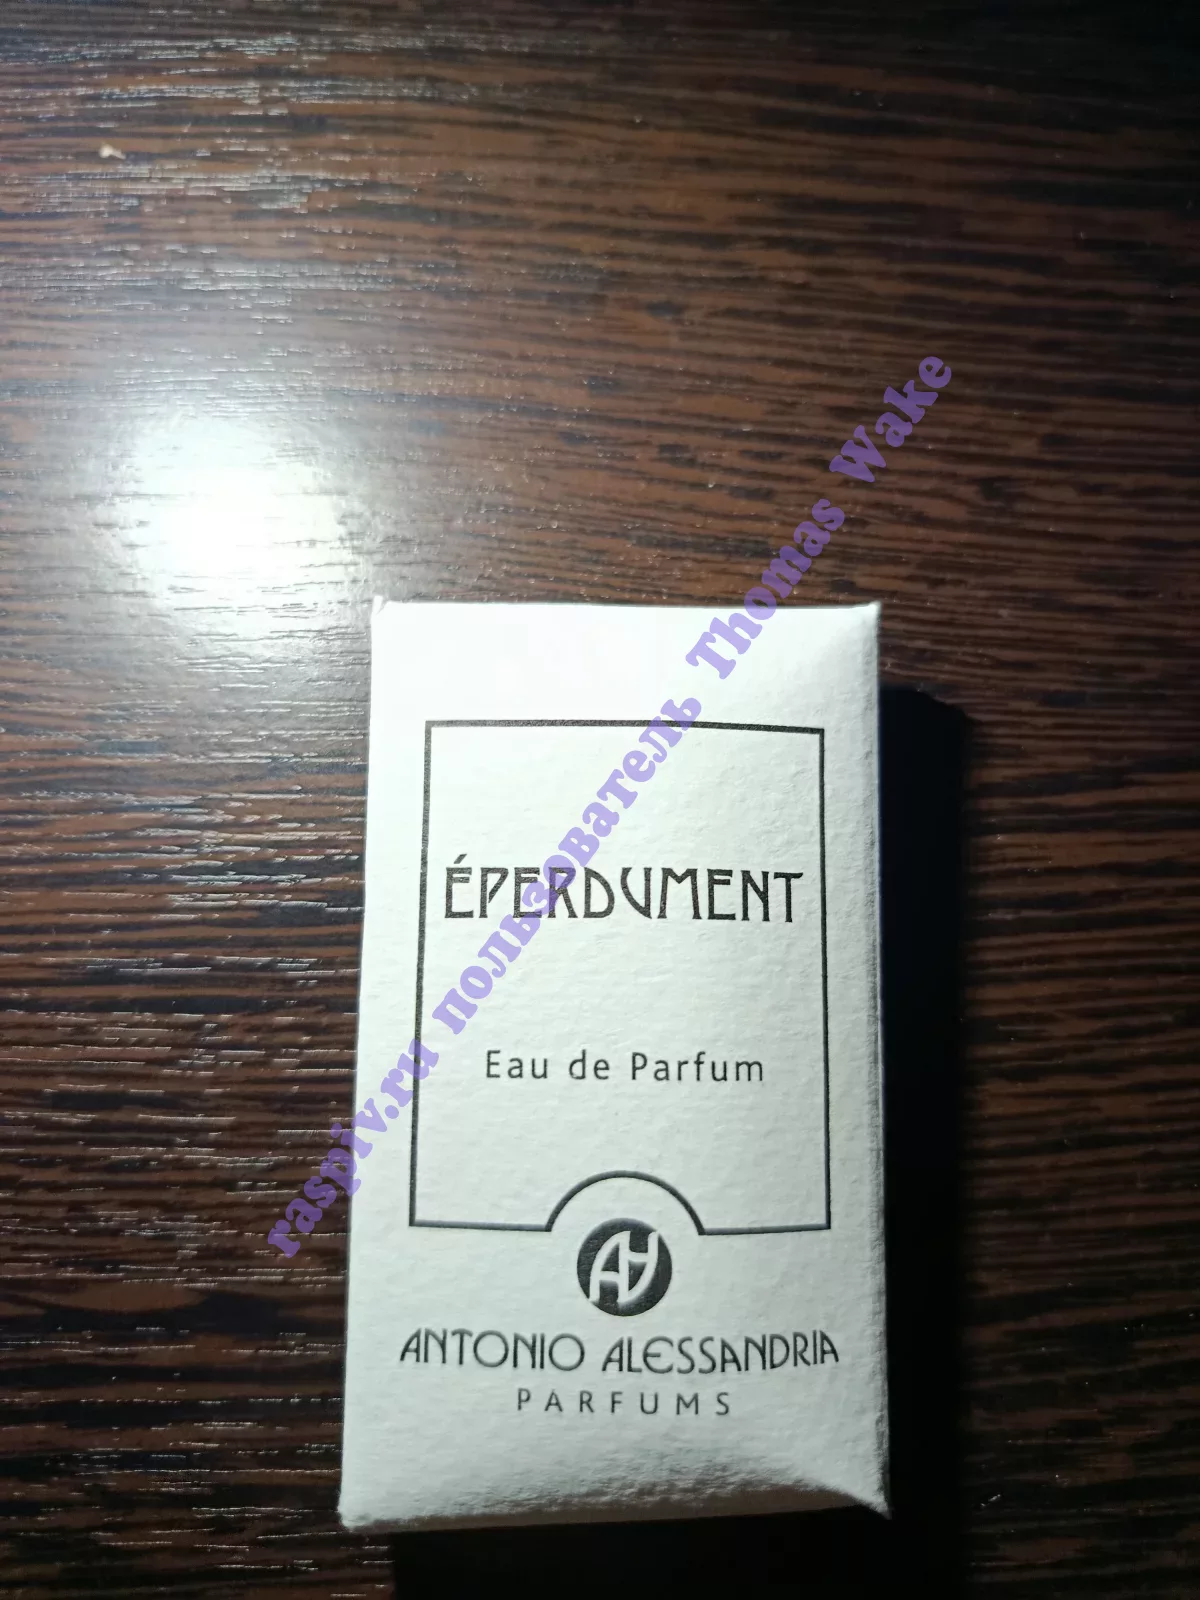 ÉPERDUMENT
Eau de Parfum
AA
ANTONIO ALESSANDRIA
PARFUMS
raspiv.ru пользователь Thomas Wake